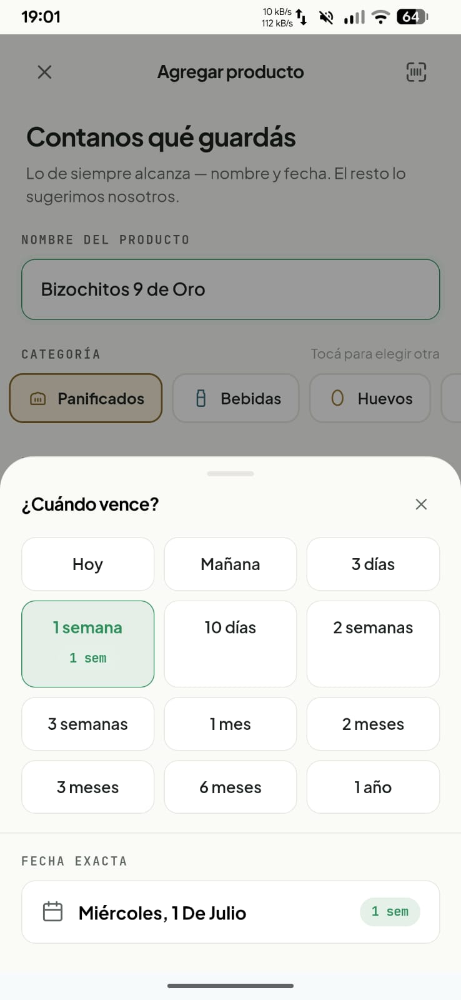 19:01
10 kB/s
112 kB/s
64
Agregar producto
Contanos qué guardás
Lo de siempre alcanza — nombre y fecha. El resto lo
sugerimos nosotros.
NOMBRE DEL PRODUCTO
Bizochitos 9 de Oro
CATEGORÍA
Tocá para elegir otra
Panificados
Bebidas
Huevos
¿Cuándo vence?
Hoy
Mañana
3 días
1 semana
1 sem
10 días
2 semanas
3 semanas
1 mes
2 meses
3 meses
6 meses
1 año
FECHA EXACTA
Miércoles, 1 De Julio
1 sem